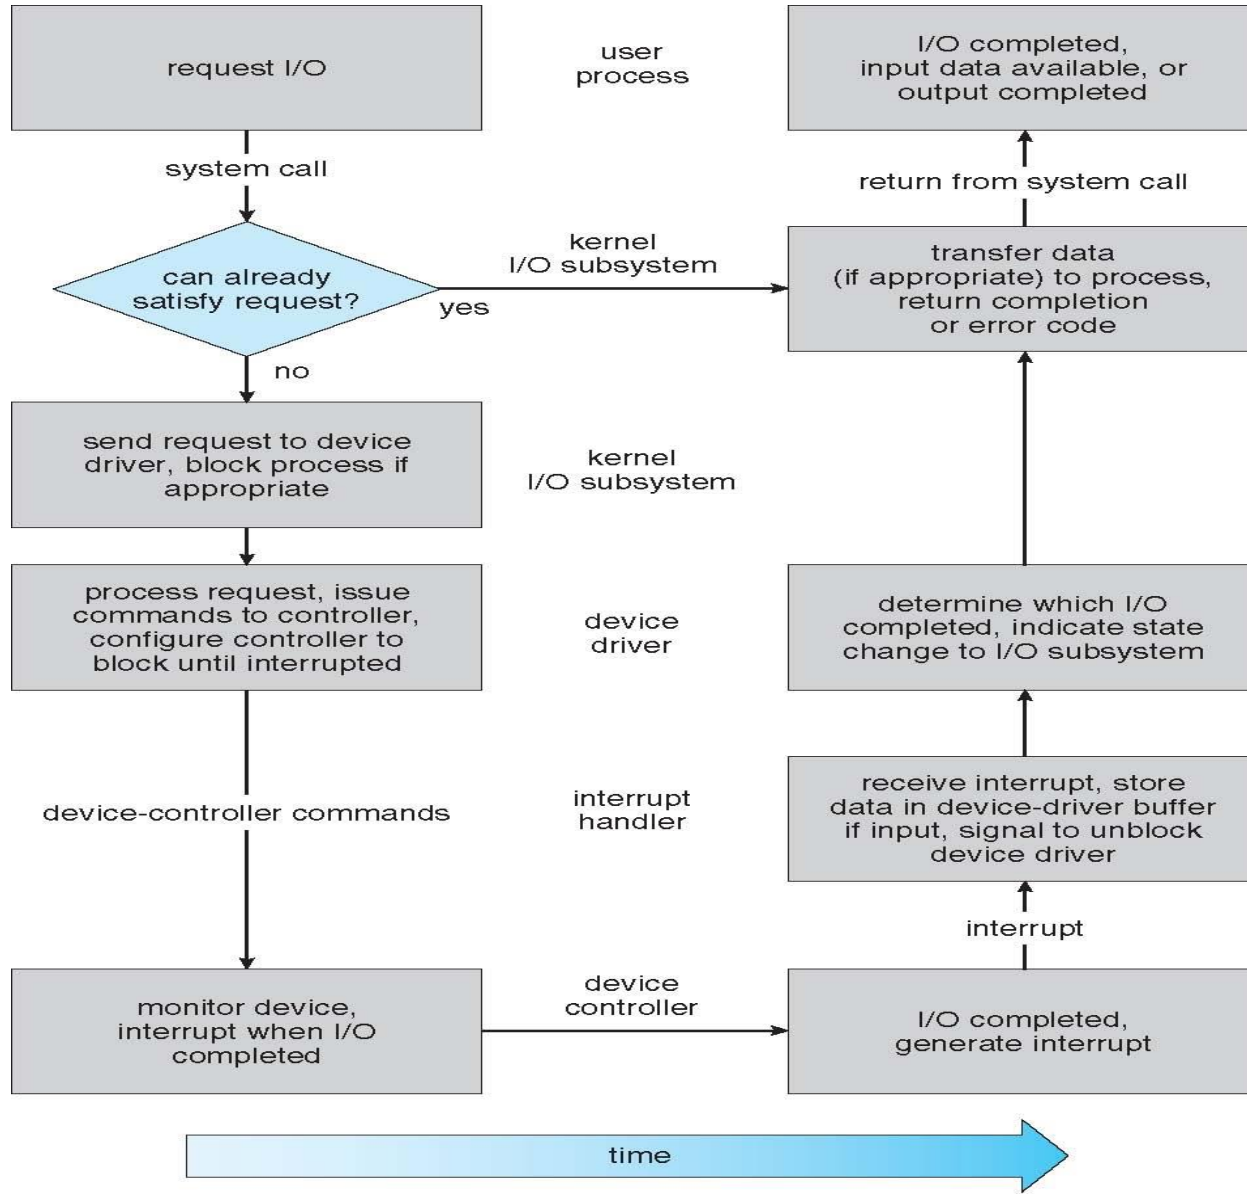 request I/O
user
process
I/O completed,
input data available, or
output completed
system call
return from system call
can already
satisfy request?
yes
no
kernel
I/O subsystem
transfer data
(if appropriate) to process,
return completion
or error code
send request to device
driver, block process if
appropriate
kernel
I/O subsystem
process request, issue
commands to controller,
configure controller to
block until interrupted
device
driver
determine which I/O
completed, indicate state
change to I/O subsystem
device-controller commands
interrupt
handler
receive interrupt, store
data in device-driver buffer
if input, signal to unblock
device driver
interrupt
monitor device,
interrupt when I/O
completed
device
controller
I/O completed,
generate interrupt
time